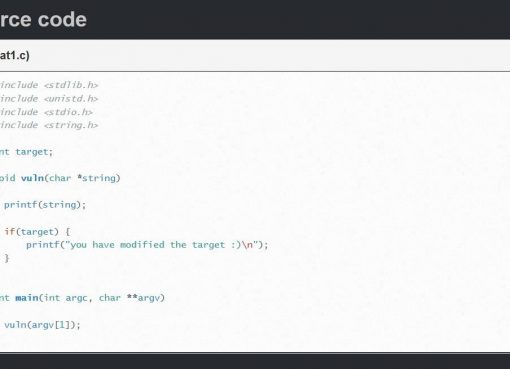 rce code
at1.c)
include <stdlib.h>
include <unistd.h>
include <stdio.h>
include <string.h>
nt target;
oid vuln(char *string)
printf(string);
if(target) {
printf("you have modified the target :)\n");
}
nt main(int argc, char **argv)
vuln(argv[1]);